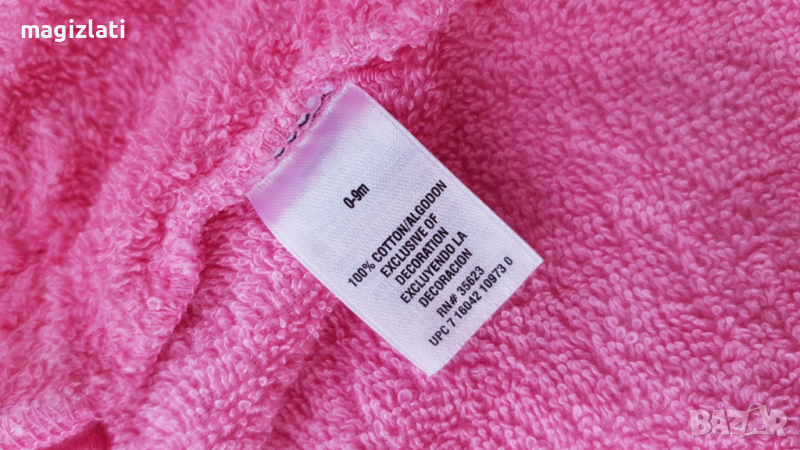 magizlati
0-9m
100% COTTON/ALGODON
EXCLUSIVE OF
DECORATION
EXCLUYENDO LA
DECORACION
RN# 35623
UPC 7 16042 10973 0
BAZAR